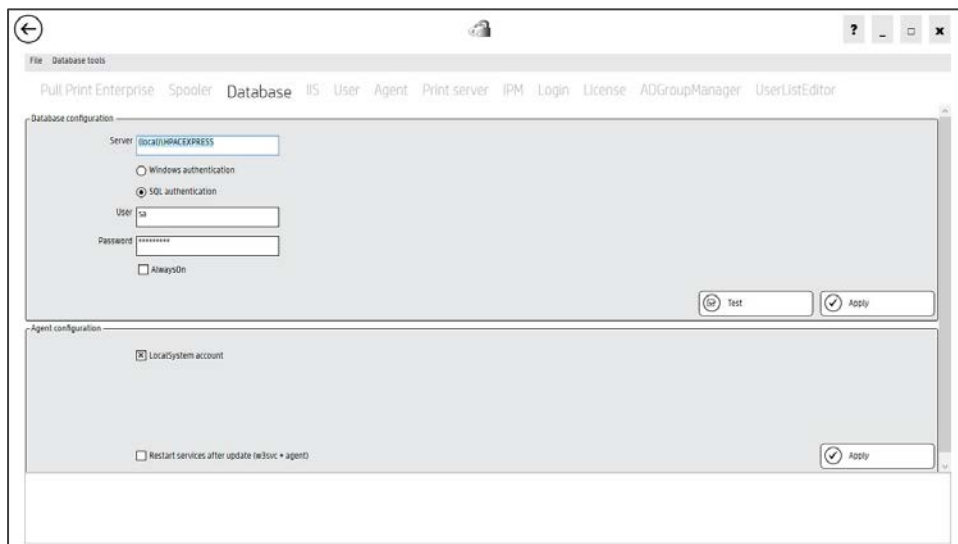 ? _ □ x
File Database tools
Pull Print Enterprise Spooler Database IIS User Agent Print server IPM Login License ADGroupManager UserListEditor
Database configuration
Server (local)\HPACEXPRESS
Windows authentication
SQL authentication
User sa
Password *********
AlwaysOn
Test Apply
Agent configuration
LocalSystem account
Restart services after update (w3svc + agent) Apply